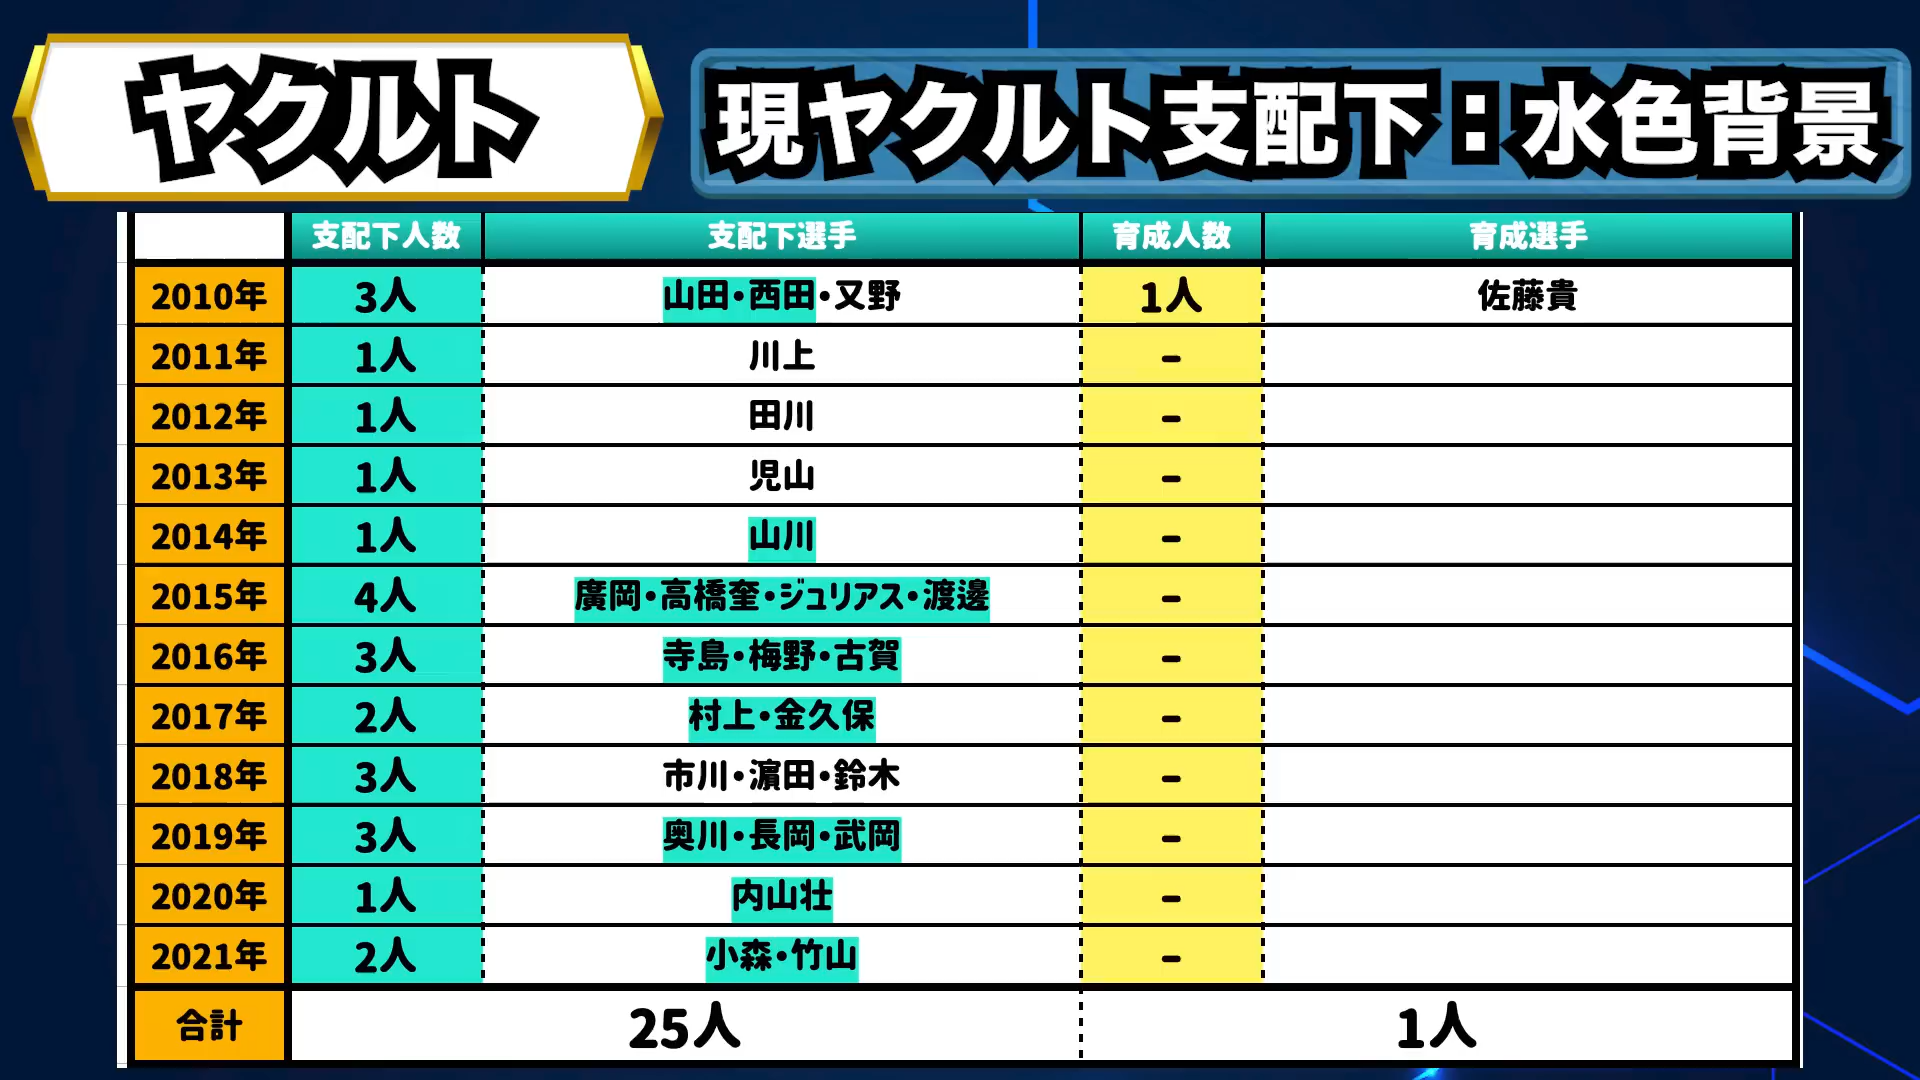 ヤクルト
現ヤクルト支配下：水色背景
支配下人数 支配下選手 育成人数 育成選手
2010年 3人 山田・西田・又野 1人 佐藤貴
2011年 1人 川上 -
2012年 1人 田川 -
2013年 1人 児山 -
2014年 1人 山川 -
2015年 4人 廣岡・高橋奎・ジュリアス・渡邉 -
2016年 3人 寺島・梅野・古賀 -
2017年 2人 村上・金久保 -
2018年 3人 市川・濵田・鈴木 -
2019年 3人 奥川・長岡・武岡 -
2020年 1人 内山壮 -
2021年 2人 小森・竹山 -
合計 25人 1人